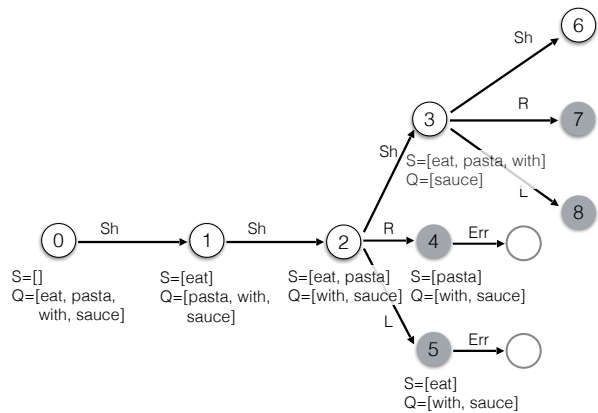 6
Sh
R
3
7
Sh
S=[eat, pasta, with]
Q=[sauce]
L
8
0
Sh
1
Sh
2
R
4
Err
S=[]
Q=[eat, pasta,
with, sauce]
S=[eat]
Q=[pasta, with,
sauce]
S=[eat, pasta]
Q=[with, sauce]
S=[pasta]
Q=[with, sauce]
L
5
Err
S=[eat]
Q=[with, sauce]